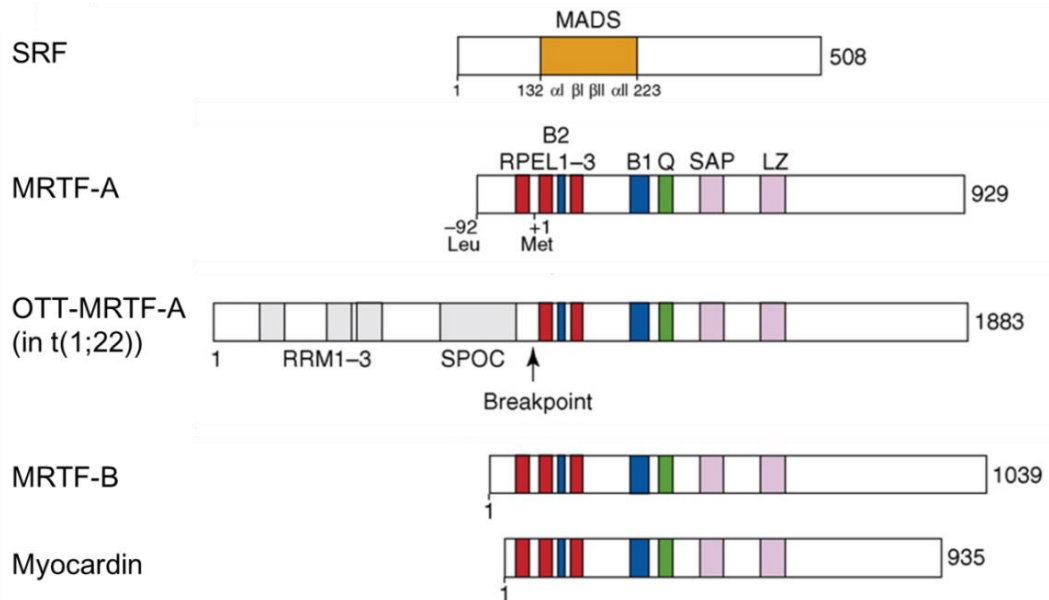 MADS
SRF
508
1
132 αI βI βII αII 223
B2
RPEL1–3 B1 Q SAP LZ
MRTF-A
929
–92 +1
Leu Met
OTT-MRTF-A
(in t(1;22))
1883
1 RRM1–3 SPOC
Breakpoint
MRTF-B
1039
1
Myocardin
935
1